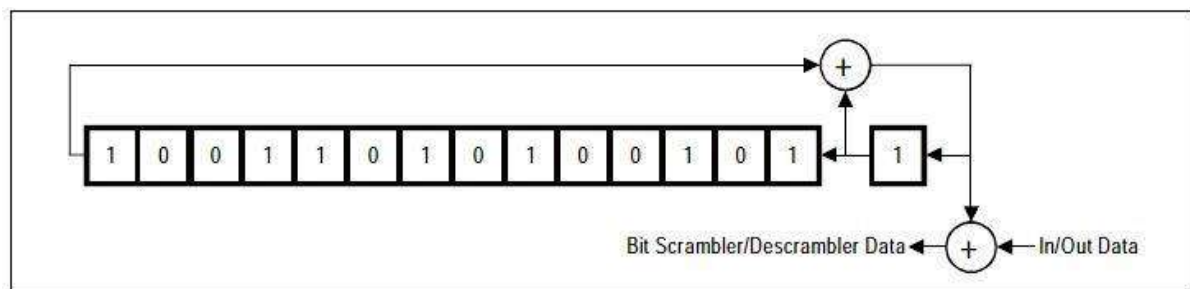 +
1 0 0 1 1 0 1 0 1 0 0 1 0 1 1
Bit Scrambler/Descrambler Data + In/Out Data